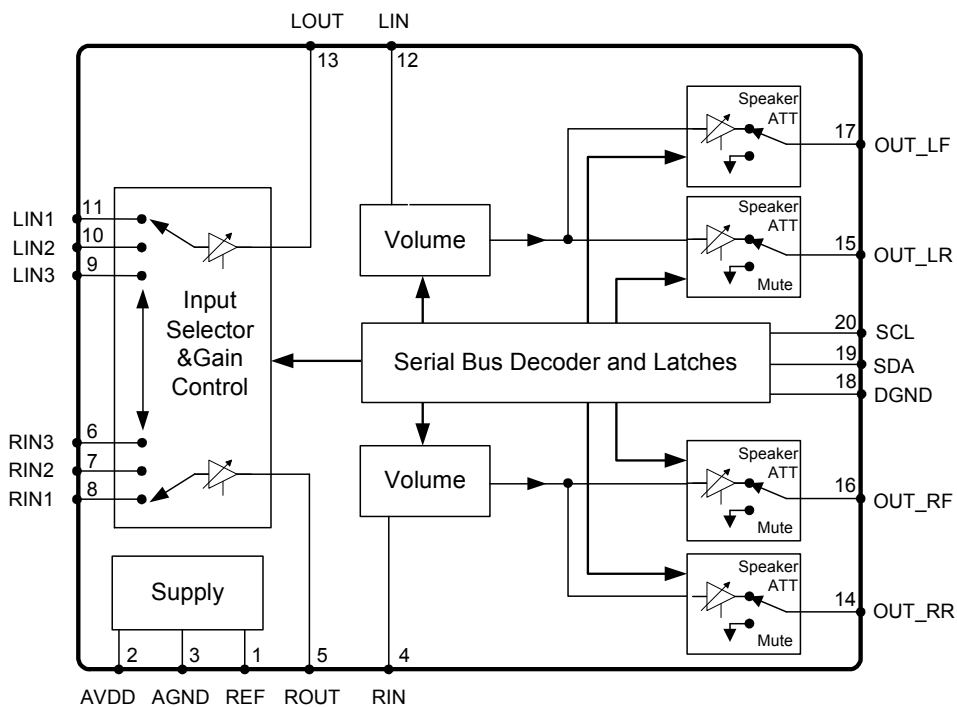 LOUT LIN
13 12
Speaker
ATT
17
OUT_LF
LIN1 11
LIN2 10
LIN3 9
Volume
Speaker
ATT
Mute
15
OUT_LR
Input
Selector
&Gain
Control
Serial Bus Decoder and Latches
20 SCL
19 SDA
18 DGND
RIN3 6
RIN2 7
RIN1 8
Volume
Speaker
ATT
Mute
16
OUT_RF
Supply
Speaker
ATT
Mute
14
OUT_RR
2 3 1 5 4
AVDD AGND REF ROUT RIN